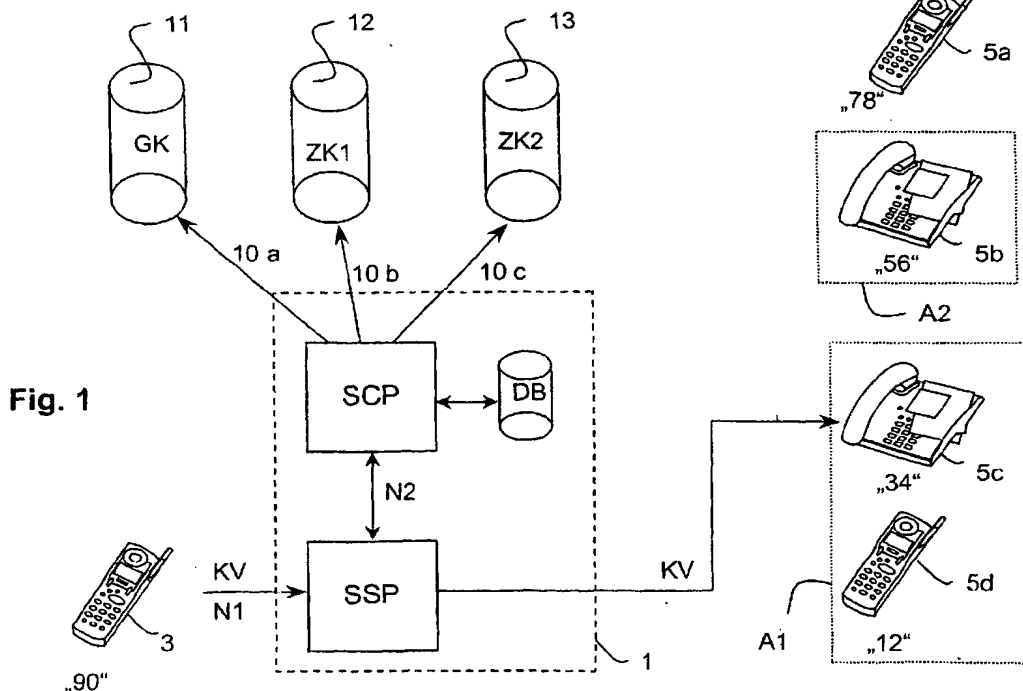 11
12
13
5a
„78“
GK
ZK1
ZK2
5b
„56“
10 a
10 b
10 c
A2
SCP
DB
Fig. 1
5c
„34“
N2
KV
N1
SSP
KV
5d
A1
„12“
3
1
„90“